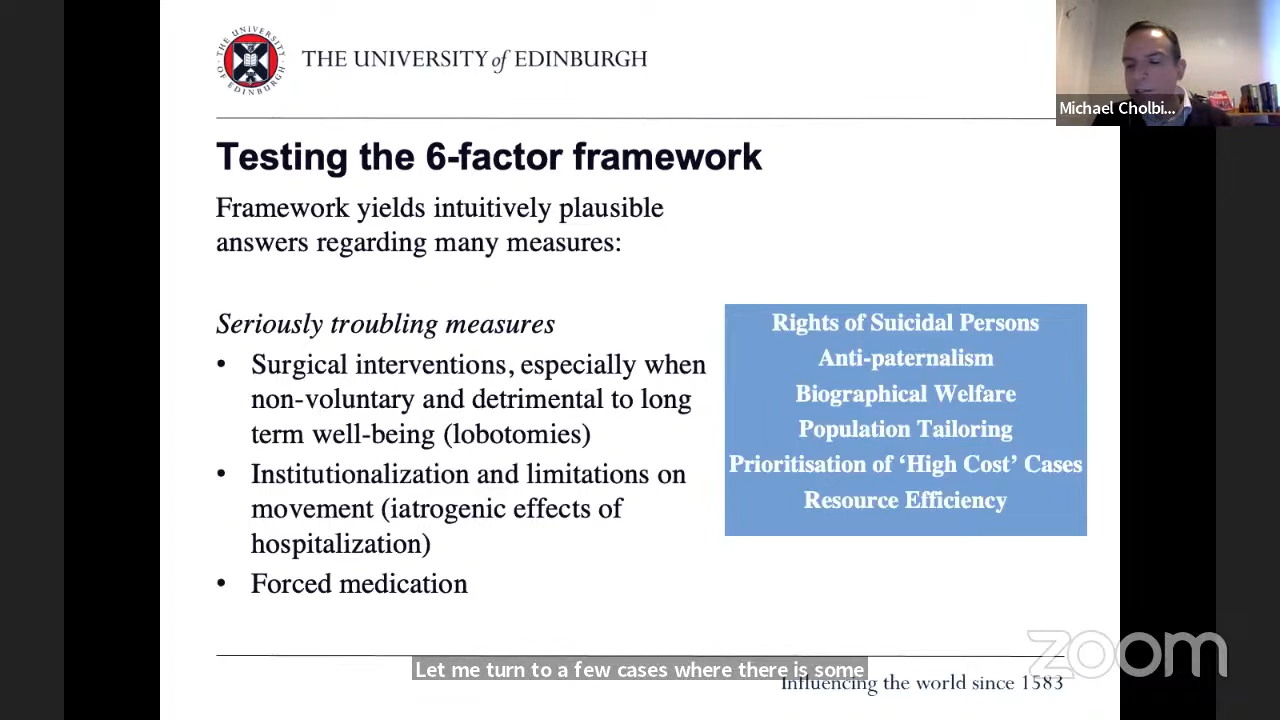 THE UNIVERSITY OF EDINBURGH
THE UNIVERSITY of EDINBURGH
Michael Cholbi...
Testing the 6-factor framework
Framework yields intuitively plausible
answers regarding many measures:
Seriously troubling measures
• Surgical interventions, especially when
non-voluntary and detrimental to long
term well-being (lobotomies)
• Institutionalization and limitations on
movement (iatrogenic effects of
hospitalization)
• Forced medication
Rights of Suicidal Persons
Anti-paternalism
Biographical Welfare
Population Tailoring
Prioritisation of ‘High Cost’ Cases
Resource Efficiency
Let me turn to a few cases where there is some
Influencing the world since 1583
zoom